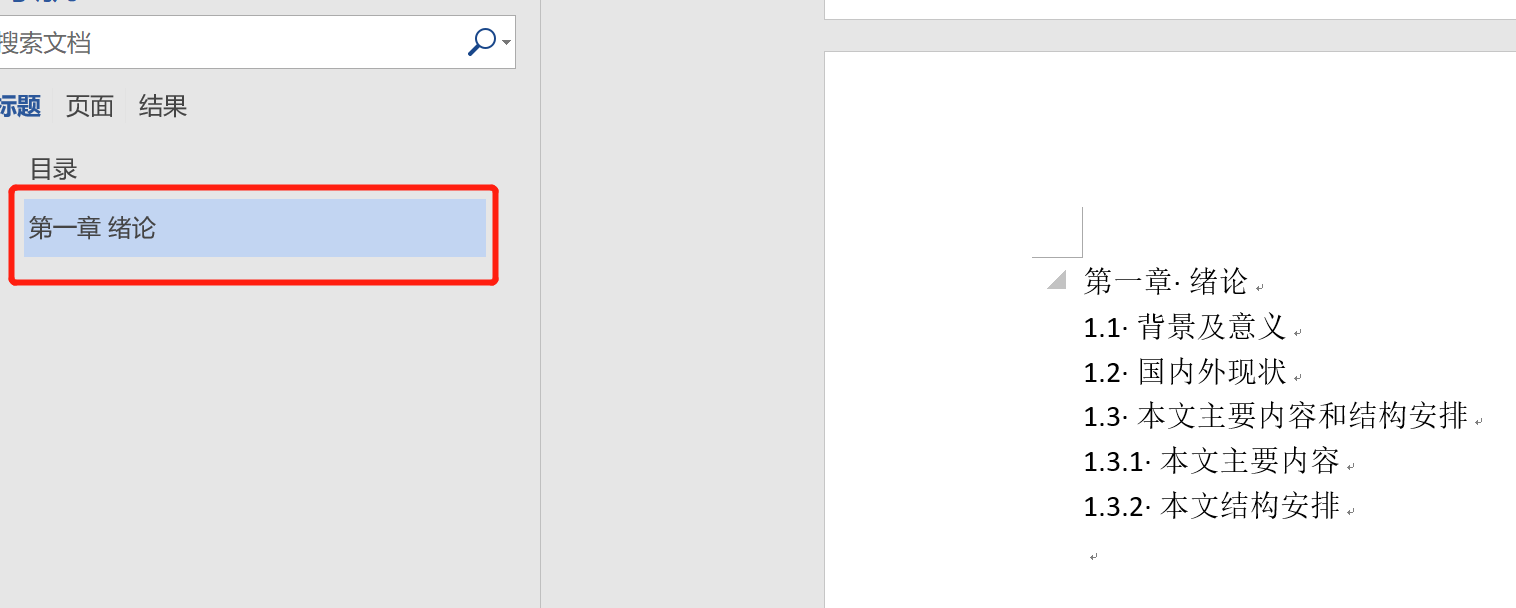 搜索文档
标题 页面 结果
目录
第一章 绪论
第一章· 绪论
1.1· 背景及意义
1.2· 国内外现状
1.3· 本文主要内容和结构安排
1.3.1· 本文主要内容
1.3.2· 本文结构安排